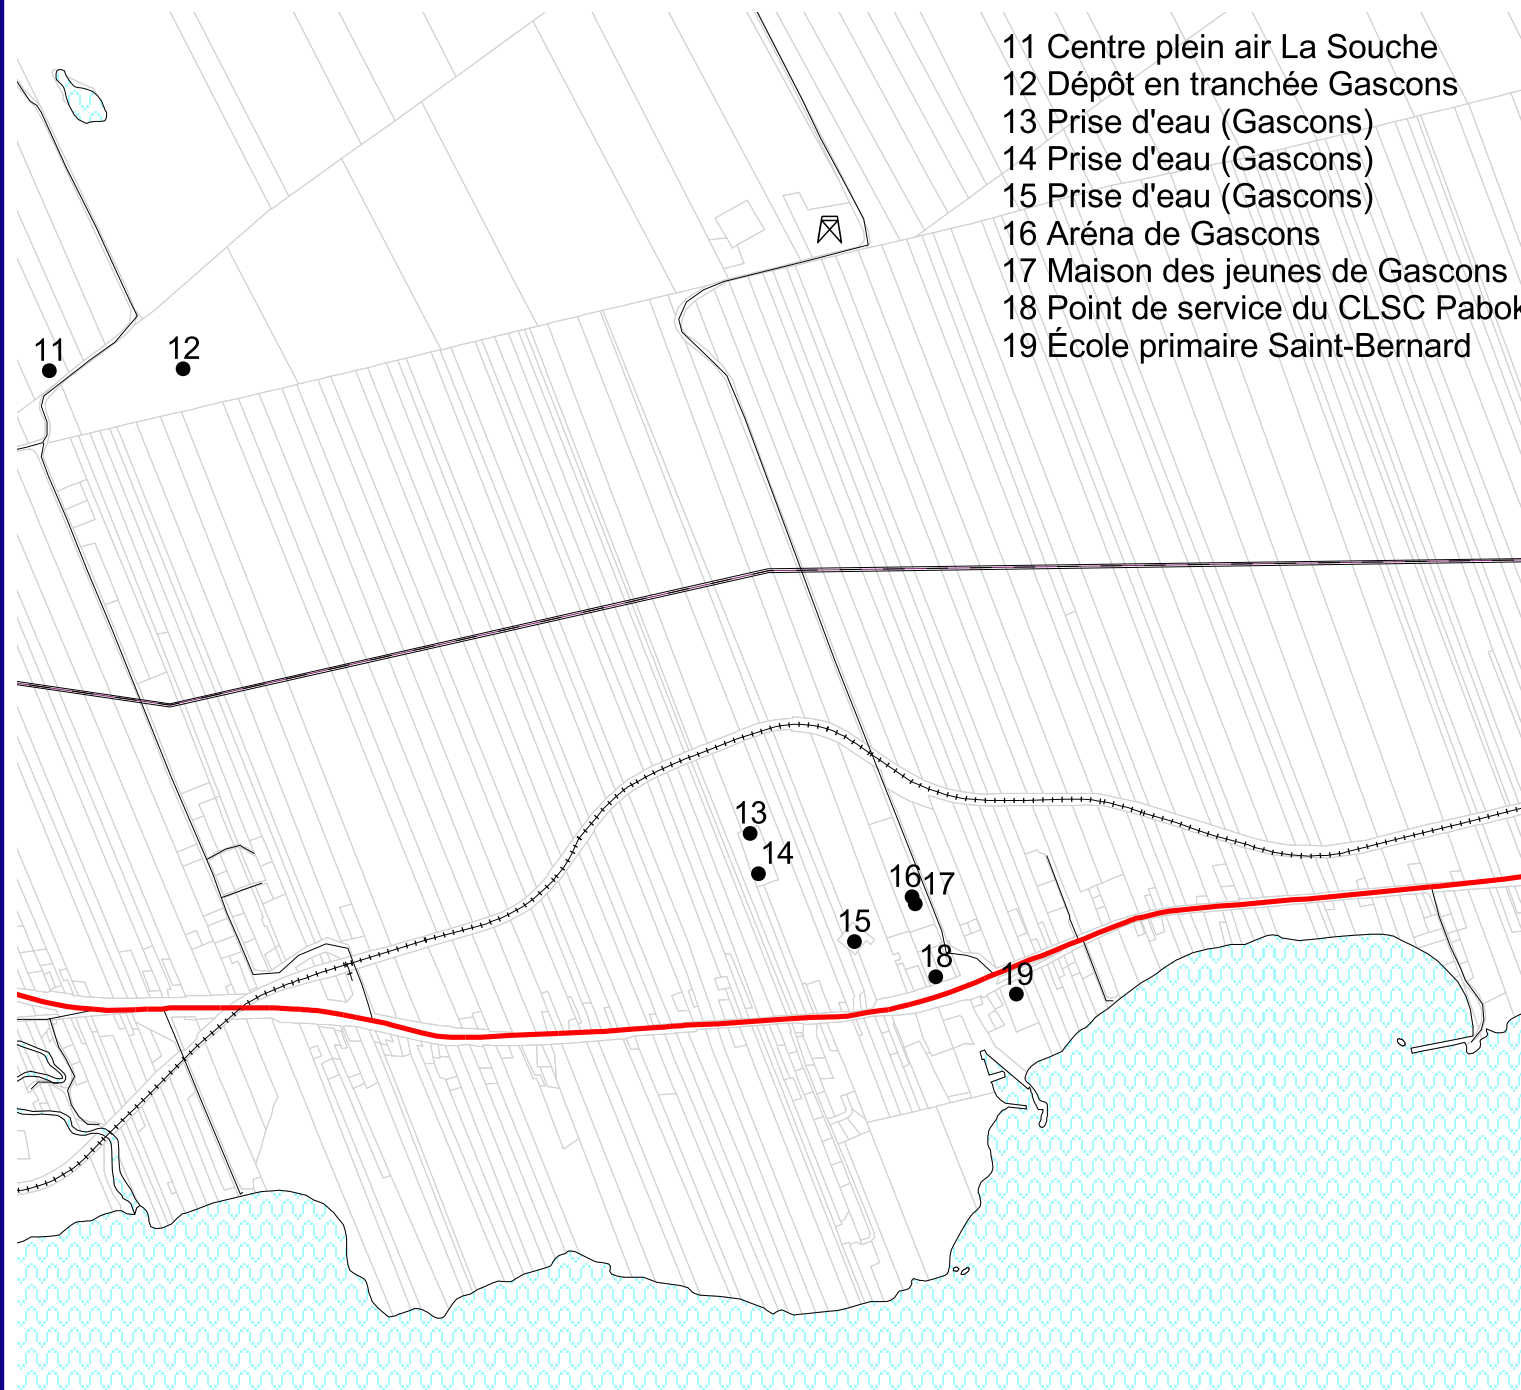 11 Centre plein air La Souche
12 Dépôt en tranchée Gascons
13 Prise d'eau (Gascons)
14 Prise d'eau (Gascons)
15 Prise d'eau (Gascons)
16 Aréna de Gascons
17 Maison des jeunes de Gascons
18 Point de service du CLSC Pabok
19 École primaire Saint-Bernard
11
12
13
14
16
17
15
18
19